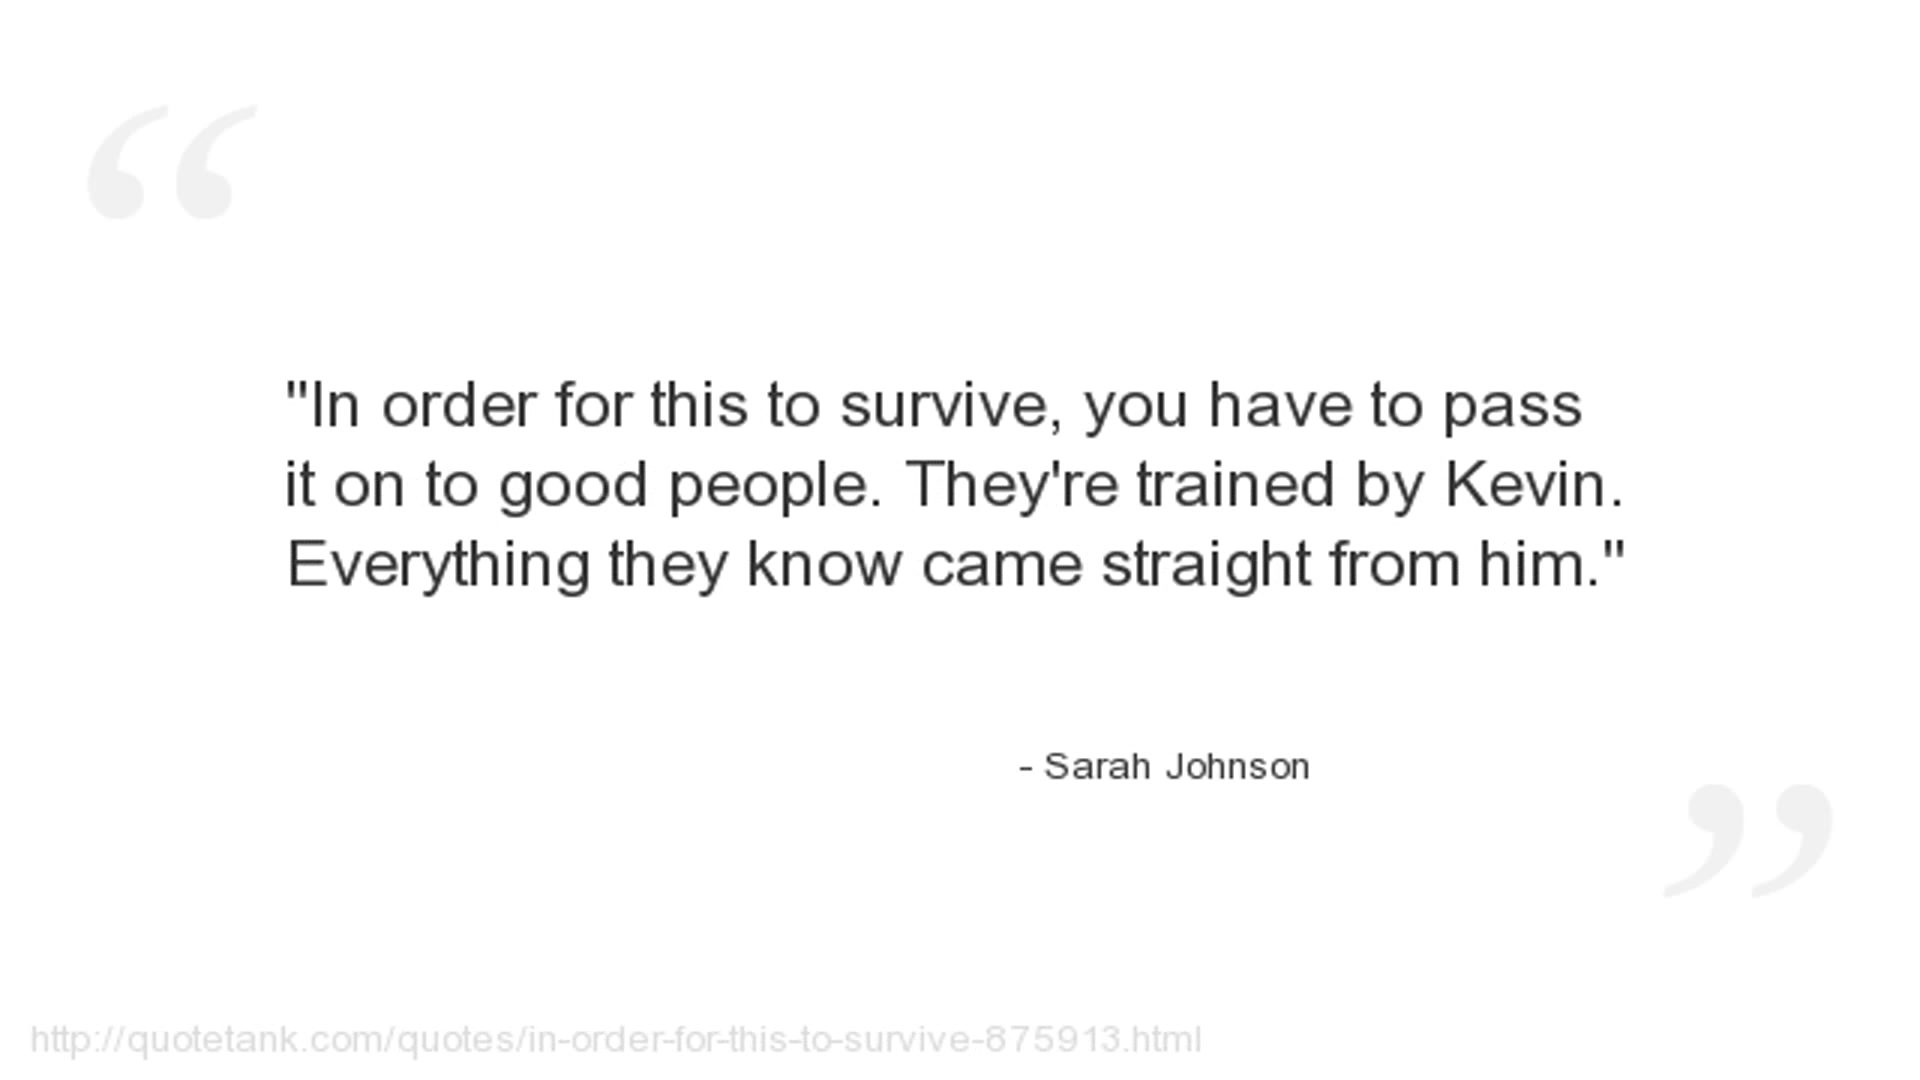 "In order for this to survive, you have to pass
it on to good people. They're trained by Kevin.
Everything they know came straight from him."
- Sarah Johnson
http://quotetank.com/quotes/in-order-for-this-to-survive-875913.html